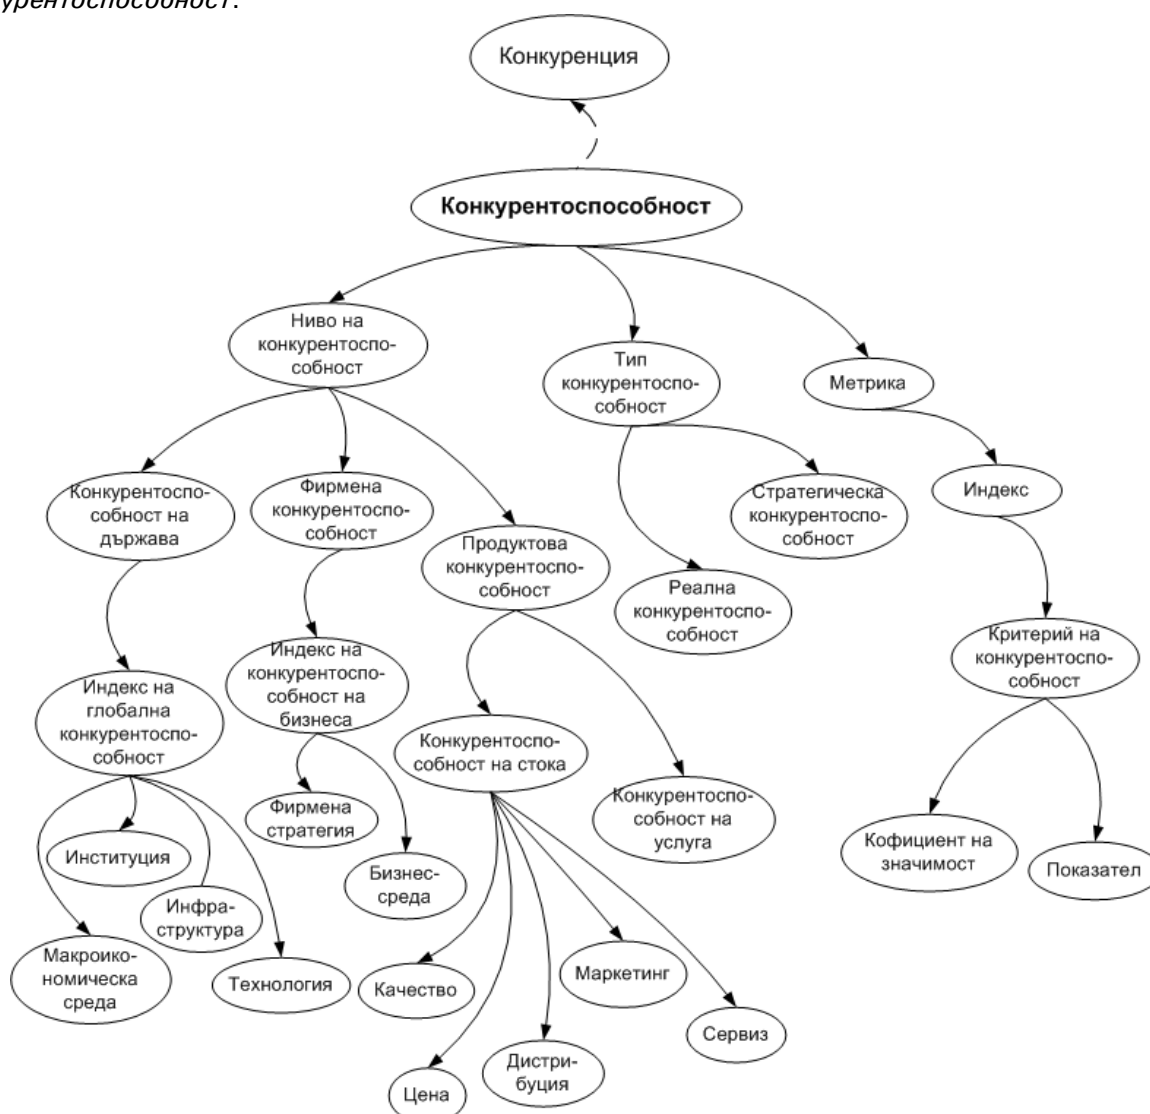 урентоспособност.
Конкуренция
Конкурентоспособност
Ниво на
конкурентоспо-
собност
Тип
конкурентоспо-
собност
Метрика
Конкурентоспо-
собност на
държава
Фирмена
конкурентоспо-
собност
Продуктова
конкурентоспо-
собност
Стратегическа
конкурентоспо-
собност
Индекс
Реална
конкурентоспо-
собност
Критерий на
конкурентоспо-
собност
Индекс на
глобална
конкурентоспо-
собност
Индекс на
конкурентоспо-
собност на
бизнеса
Конкурентоспо-
собност на стока
Конкурентоспо-
собност на
услуга
Фирмена
стратегия
Бизнес-
среда
Кофициент на
значимост
Показател
Институция
Инфра-
структура
Макроико-
номическа
среда
Технология
Качество
Маркетинг
Сервиз
Дистри-
буция
Цена